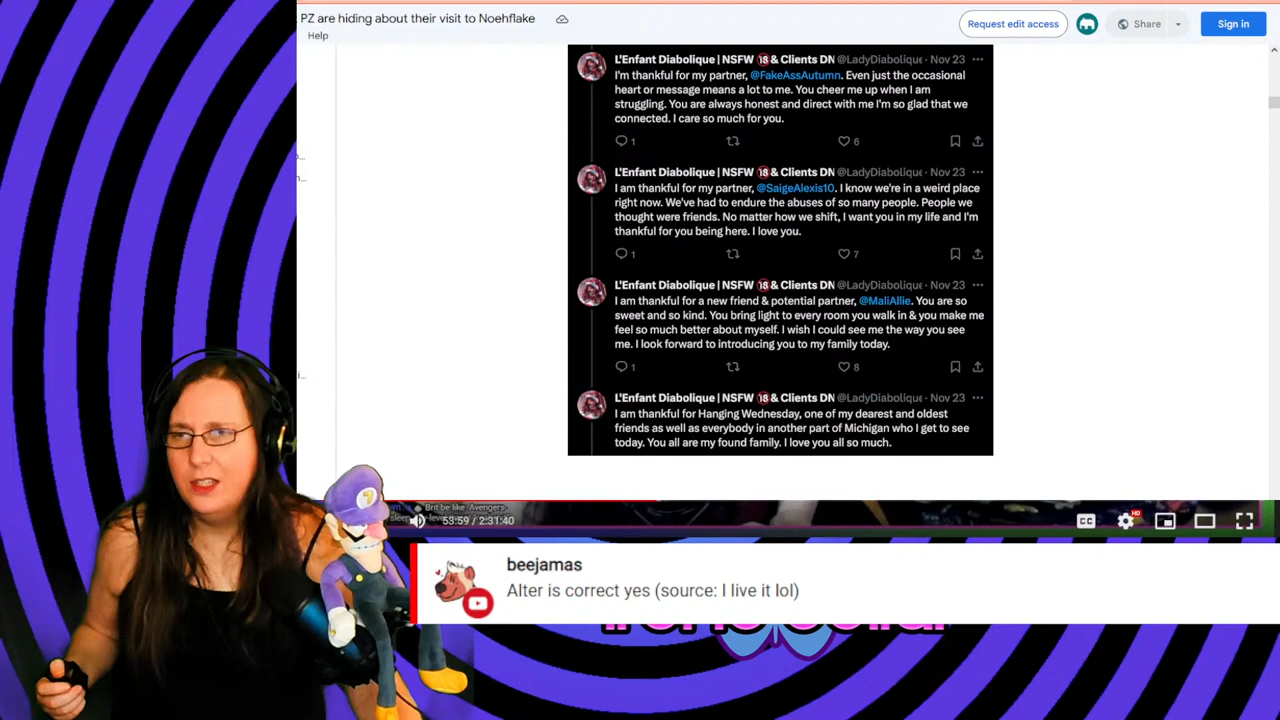 PZ are hiding about their visit to Noehflake
Request edit access
Share
Sign in
Help
L'Enfant Diabolique | NSFW 🔞 & Clients DN @LadyDiabolique · Nov 23
I'm thankful for my partner, @FakeAssAutumn. Even just the occasional
heart or message means a lot to me. You cheer me up when I am
struggling. You are always honest and direct with me I'm so glad that we
connected. I care so much for you.
1
6
L'Enfant Diabolique | NSFW 🔞 & Clients DN @LadyDiabolique · Nov 23
I am thankful for my partner, @SaigeAlexis10. I know we're in a weird place
right now. We've had to endure the abuses of so many people. People we
thought were friends. No matter how we shift, I want you in my life and I'm
thankful for you being here. I love you.
1
7
L'Enfant Diabolique | NSFW 🔞 & Clients DN @LadyDiabolique · Nov 23
I am thankful for a new friend & potential partner, @MaliAllie. You are so
sweet and so kind. You bring light to every room you walk in & you make me
feel so much better about myself. I wish I could see me the way you see
me. I look forward to introducing you to my family today.
1
8
L'Enfant Diabolique | NSFW 🔞 & Clients DN @LadyDiabolique · Nov 23
I am thankful for Hanging Wednesday, one of my dearest and oldest
friends as well as everybody in another part of Michigan who I get to see
today. You all are my found family. I love you all so much.
Brit be like Avengers
53:59 / 2:31:40
CC
HD
beejamas
Alter is correct yes (source: I live it lol)